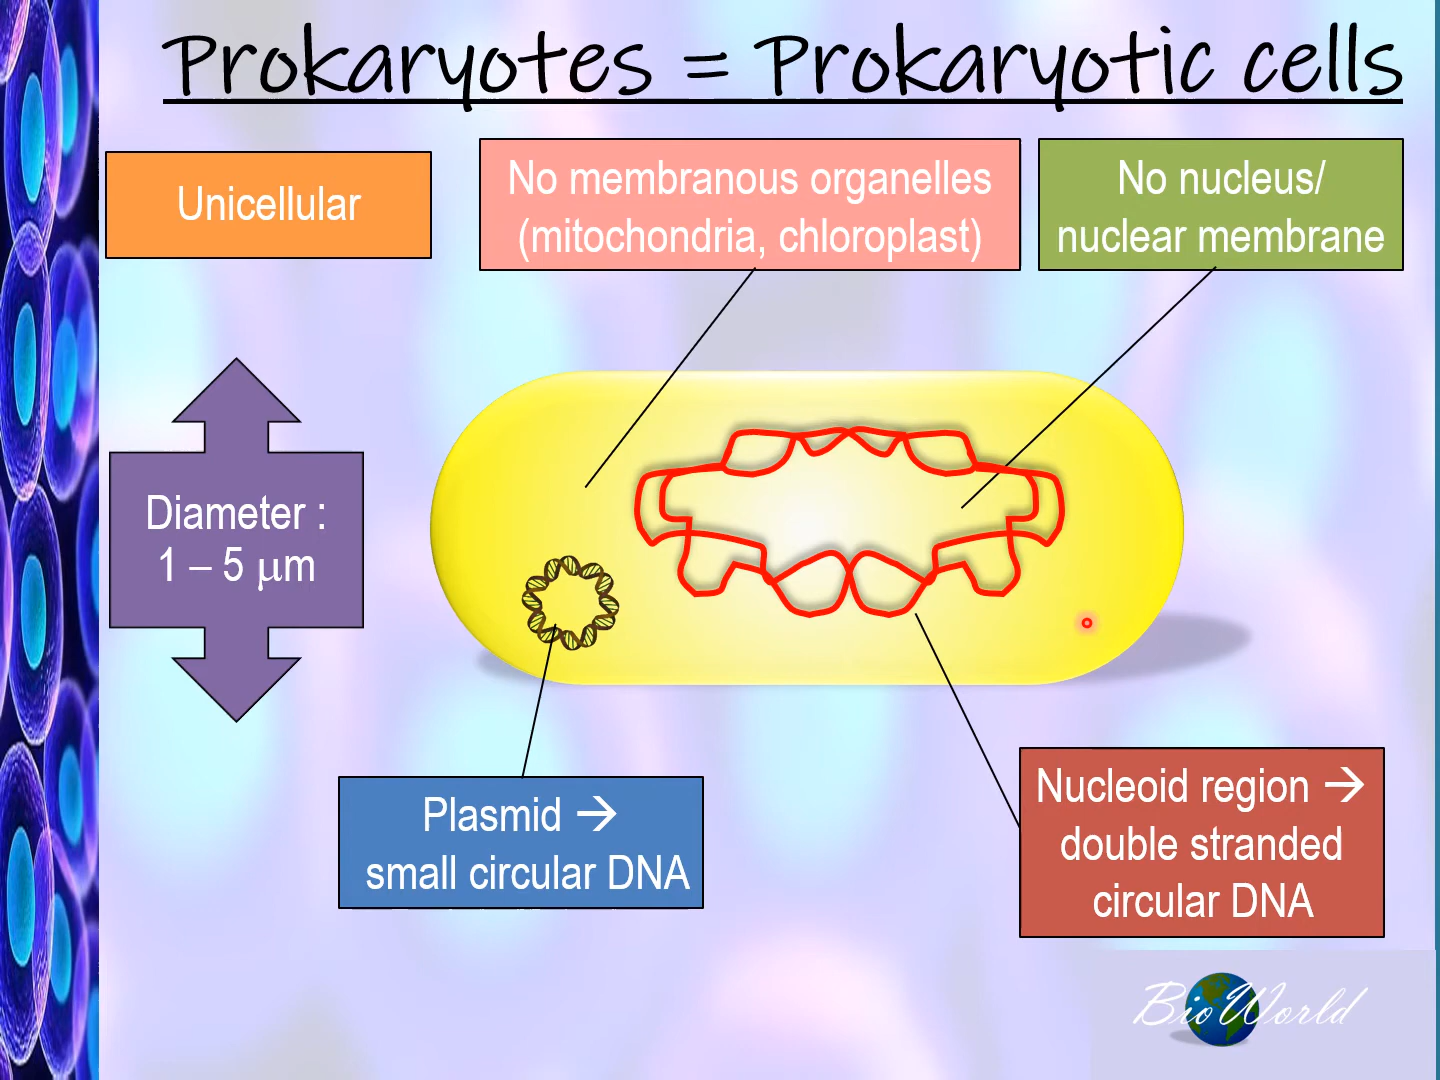 Prokaryotes = Prokaryotic cells
Unicellular
No membranous organelles
(mitochondria, chloroplast)
No nucleus/
nuclear membrane
Diameter :
1 – 5 μm
Plasmid →
small circular DNA
Nucleoid region →
double stranded
circular DNA
BioWorld